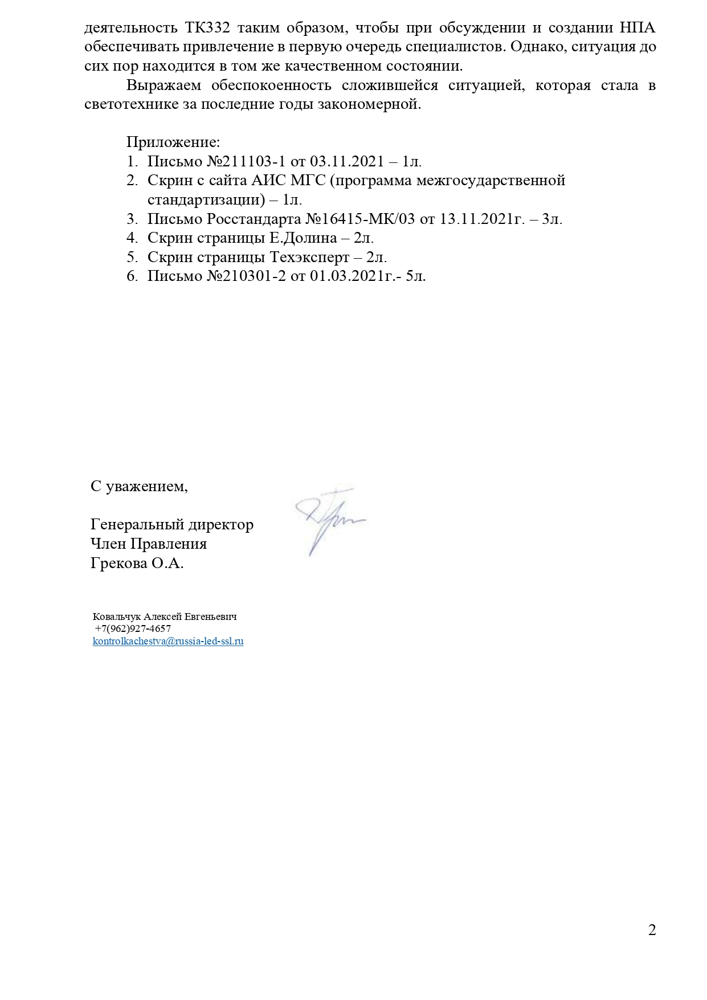 деятельность ТК332 таким образом, чтобы при обсуждении и создании НПА
обеспечивать привлечение в первую очередь специалистов. Однако, ситуация до
сих пор находится в том же качественном состоянии.
Выражаем обеспокоенность сложившейся ситуацией, которая стала в
светотехнике за последние годы закономерной.
Приложение:
1. Письмо №211103-1 от 03.11.2021 – 1л.
2. Скрин с сайта АИС МГС (программа межгосударственной
стандартизации) – 1л.
3. Письмо Росстандарта №16415-МК/03 от 13.11.2021г. – 3л.
4. Скрин страницы Е.Долина – 2л.
5. Скрин страницы Техэксперт – 2л.
6. Письмо №210301-2 от 01.03.2021г.- 5л.
С уважением,
Генеральный директор
Член Правления
Грекова О.А.
Ковальчук Алексей Евгеньевич
+7(962)927-4657
kontrolkachestva@russia-led-ssl.ru
2